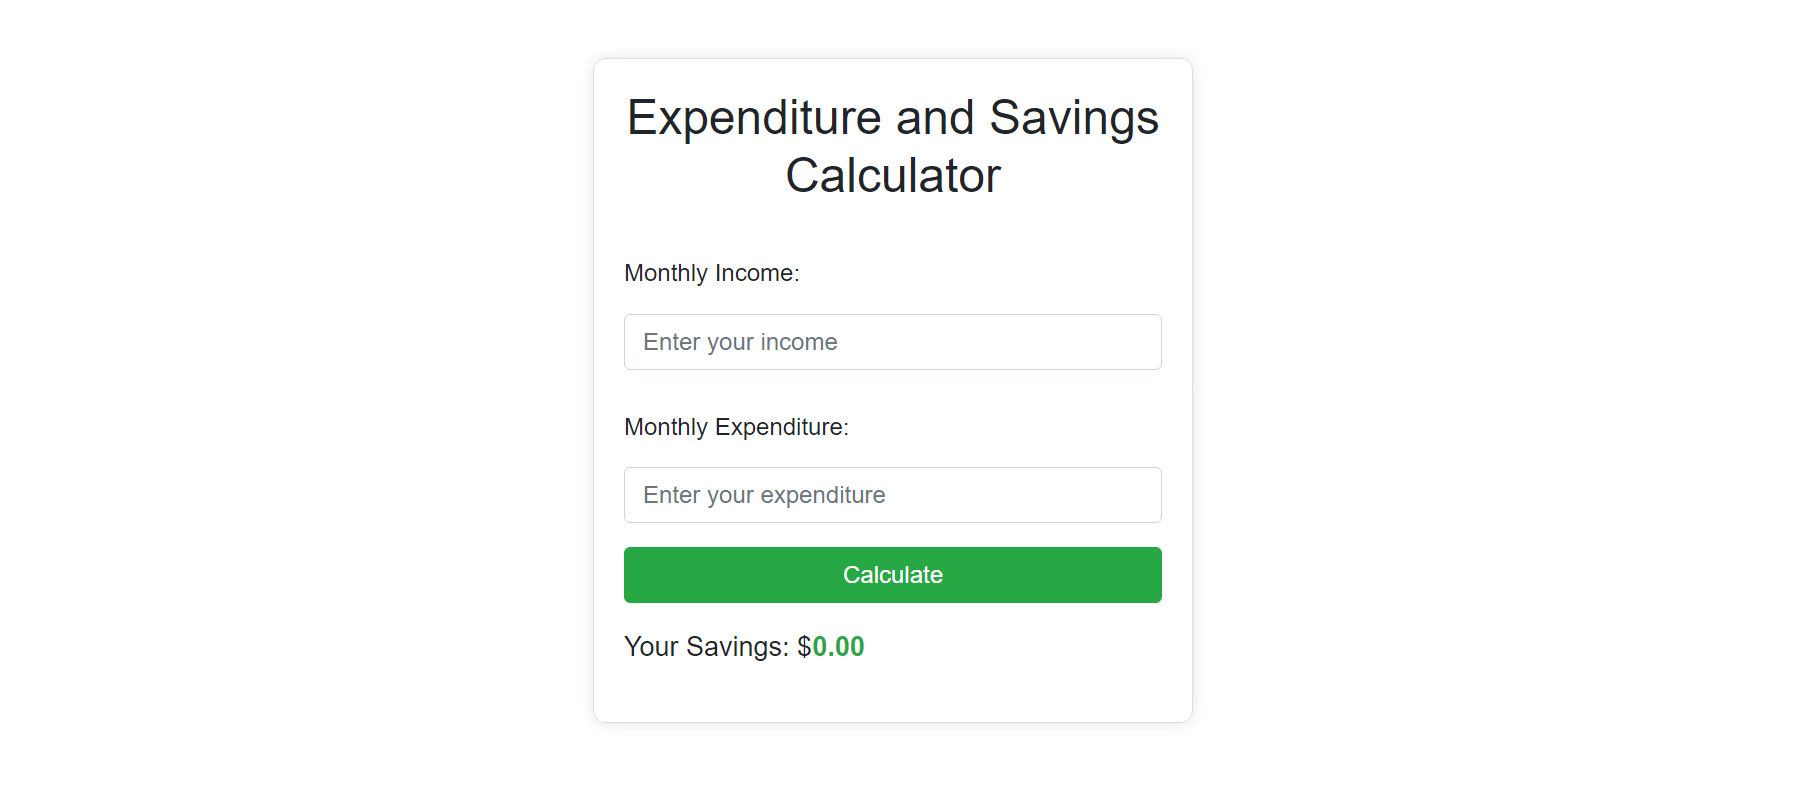 Expenditure and Savings
Calculator
Monthly Income:
Enter your income
Monthly Expenditure:
Enter your expenditure
Calculate
Your Savings: $0.00